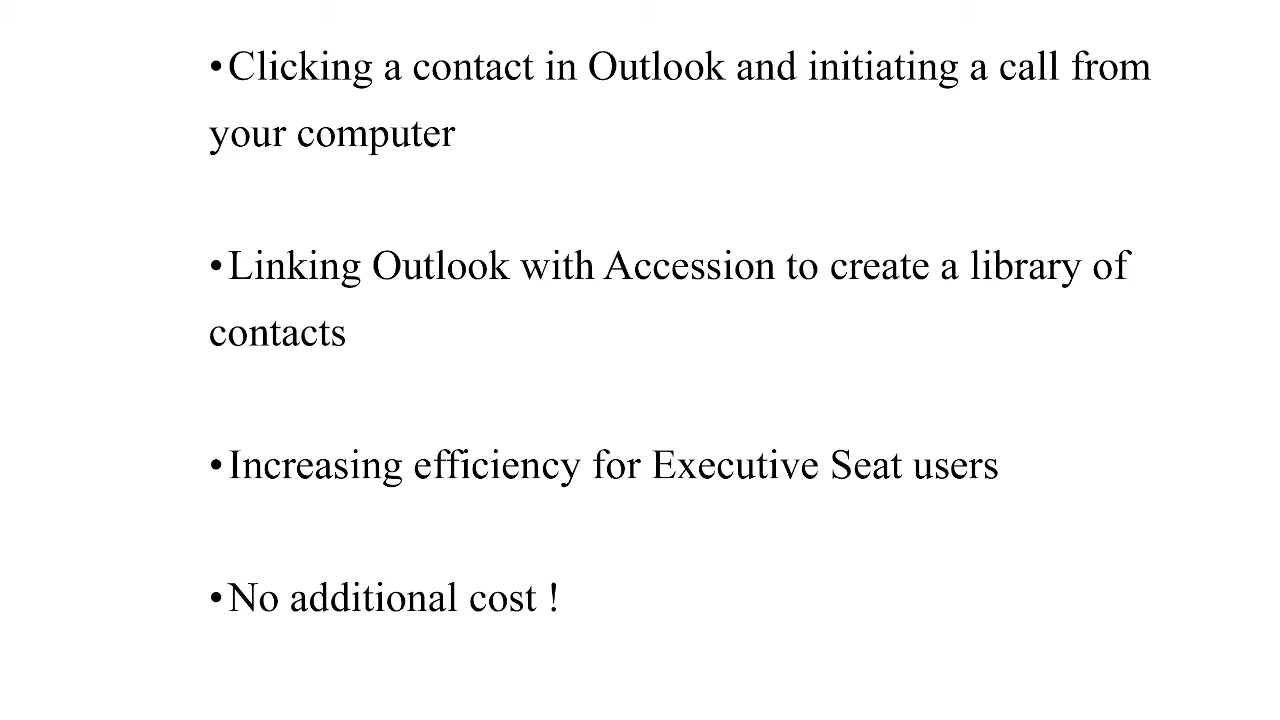 •Clicking a contact in Outlook and initiating a call from
your computer
•Linking Outlook with Accession to create a library of
contacts
•Increasing efficiency for Executive Seat users
•No additional cost !